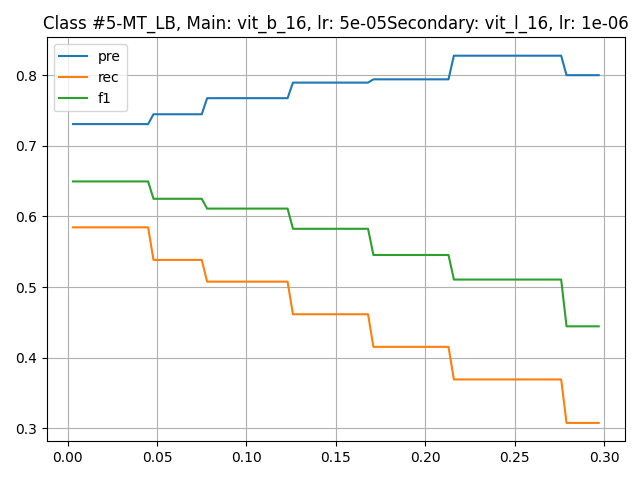 Class #5-MT_LB, Main: vit_b_16, lr: 5e-05Secondary: vit_l_16, lr: 1e-06
pre
rec
f1
0.8
0.7
0.6
0.5
0.4
0.3
0.00 0.05 0.10 0.15 0.20 0.25 0.30